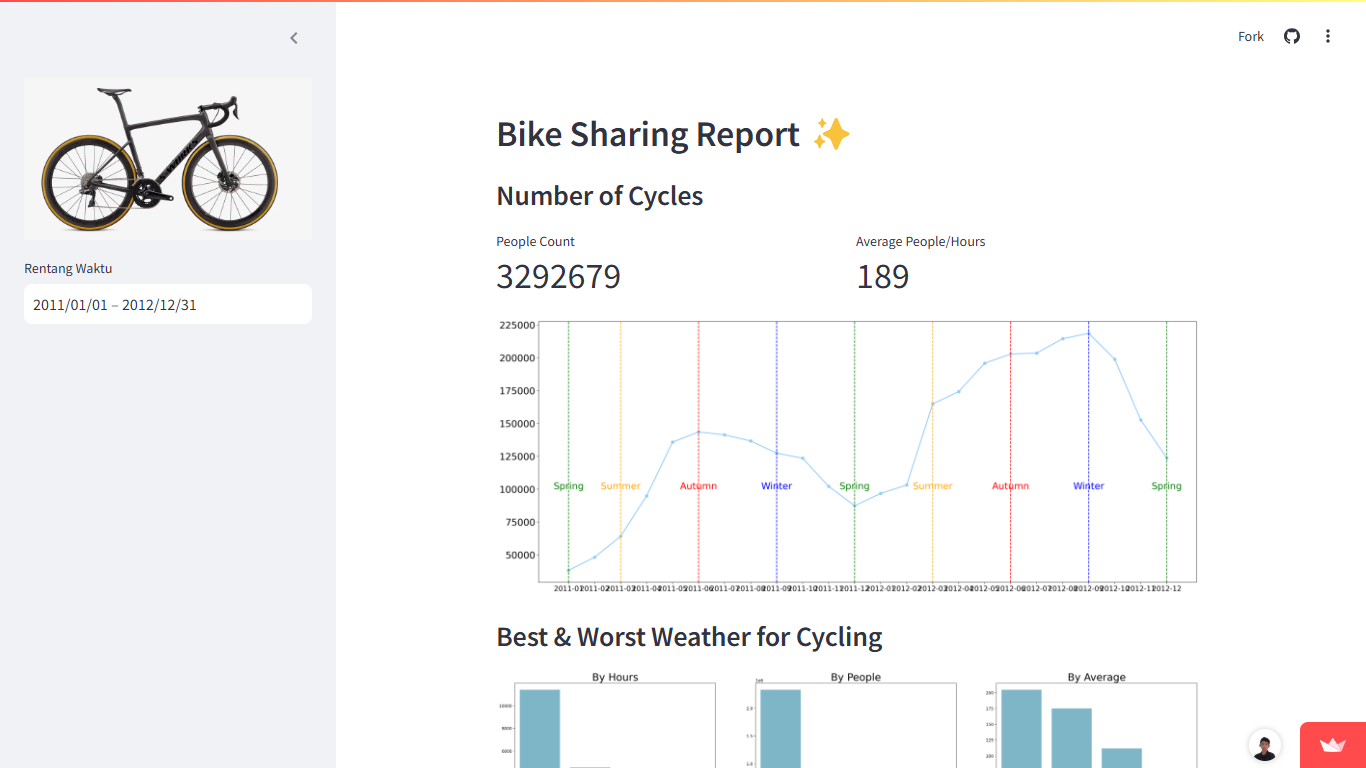 Fork
Rentang Waktu
2011/01/01 – 2012/12/31
Bike Sharing Report
Number of Cycles
People Count
3292679
Average People/Hours
189
225000
200000
175000
150000
125000
100000
75000
50000
Spring Summer Autumn Winter Spring Summer Autumn Winter Spring
2011-01 2011-02 2011-03 2011-04 2011-05 2011-06 2011-07 2011-08 2011-09 2011-10 2011-11 2011-12 2012-01 2012-02 2012-03 2012-04 2012-05 2012-06 2012-07 2012-08 2012-09 2012-10 2012-11 2012-12
Best & Worst Weather for Cycling
By Hours
10000
8000
6000
By People
1e6
2.0
1.5
1.0
By Average
200
175
150
125
100